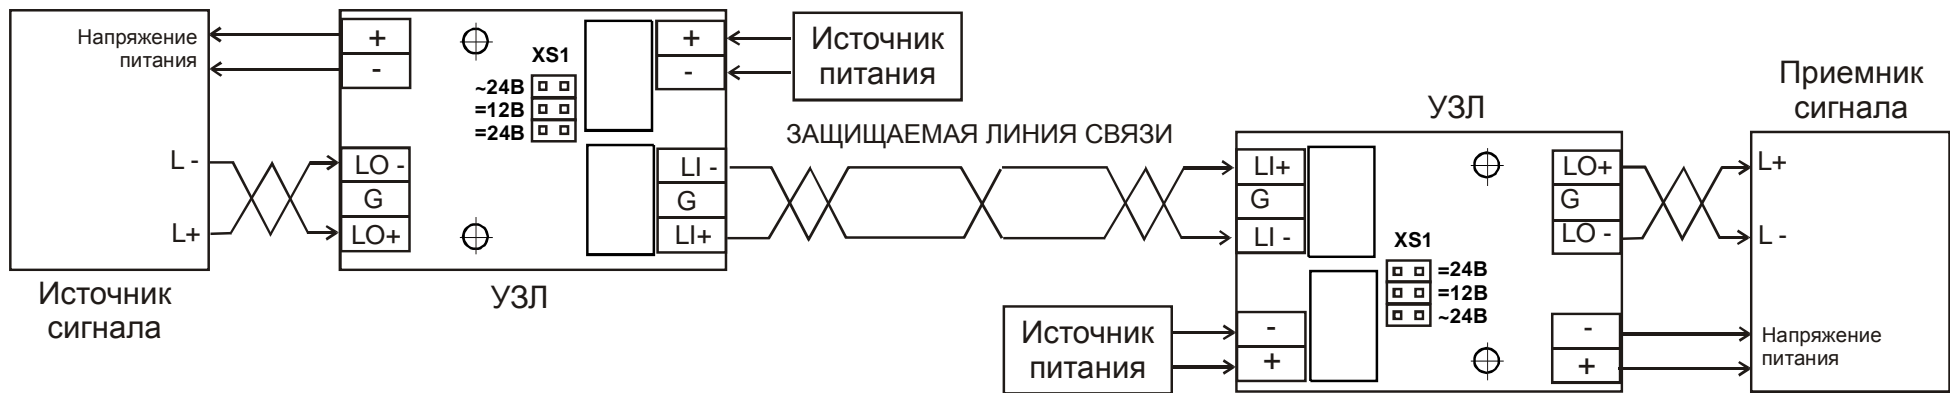 Напряжение
питания
L -
L+
Источник
сигнала
+
-
LO -
G
LO+
XS1
~24В
=12В
=24В
+
-
LI -
G
LI+
УЗЛ
Источник
питания
ЗАЩИЩАЕМАЯ ЛИНИЯ СВЯЗИ
Источник
питания
УЗЛ
LI+
G
LI -
-
+
XS1
=24В
=12В
~24В
LO+
G
LO -
-
+
Приемник
сигнала
L+
L -
Напряжение
питания